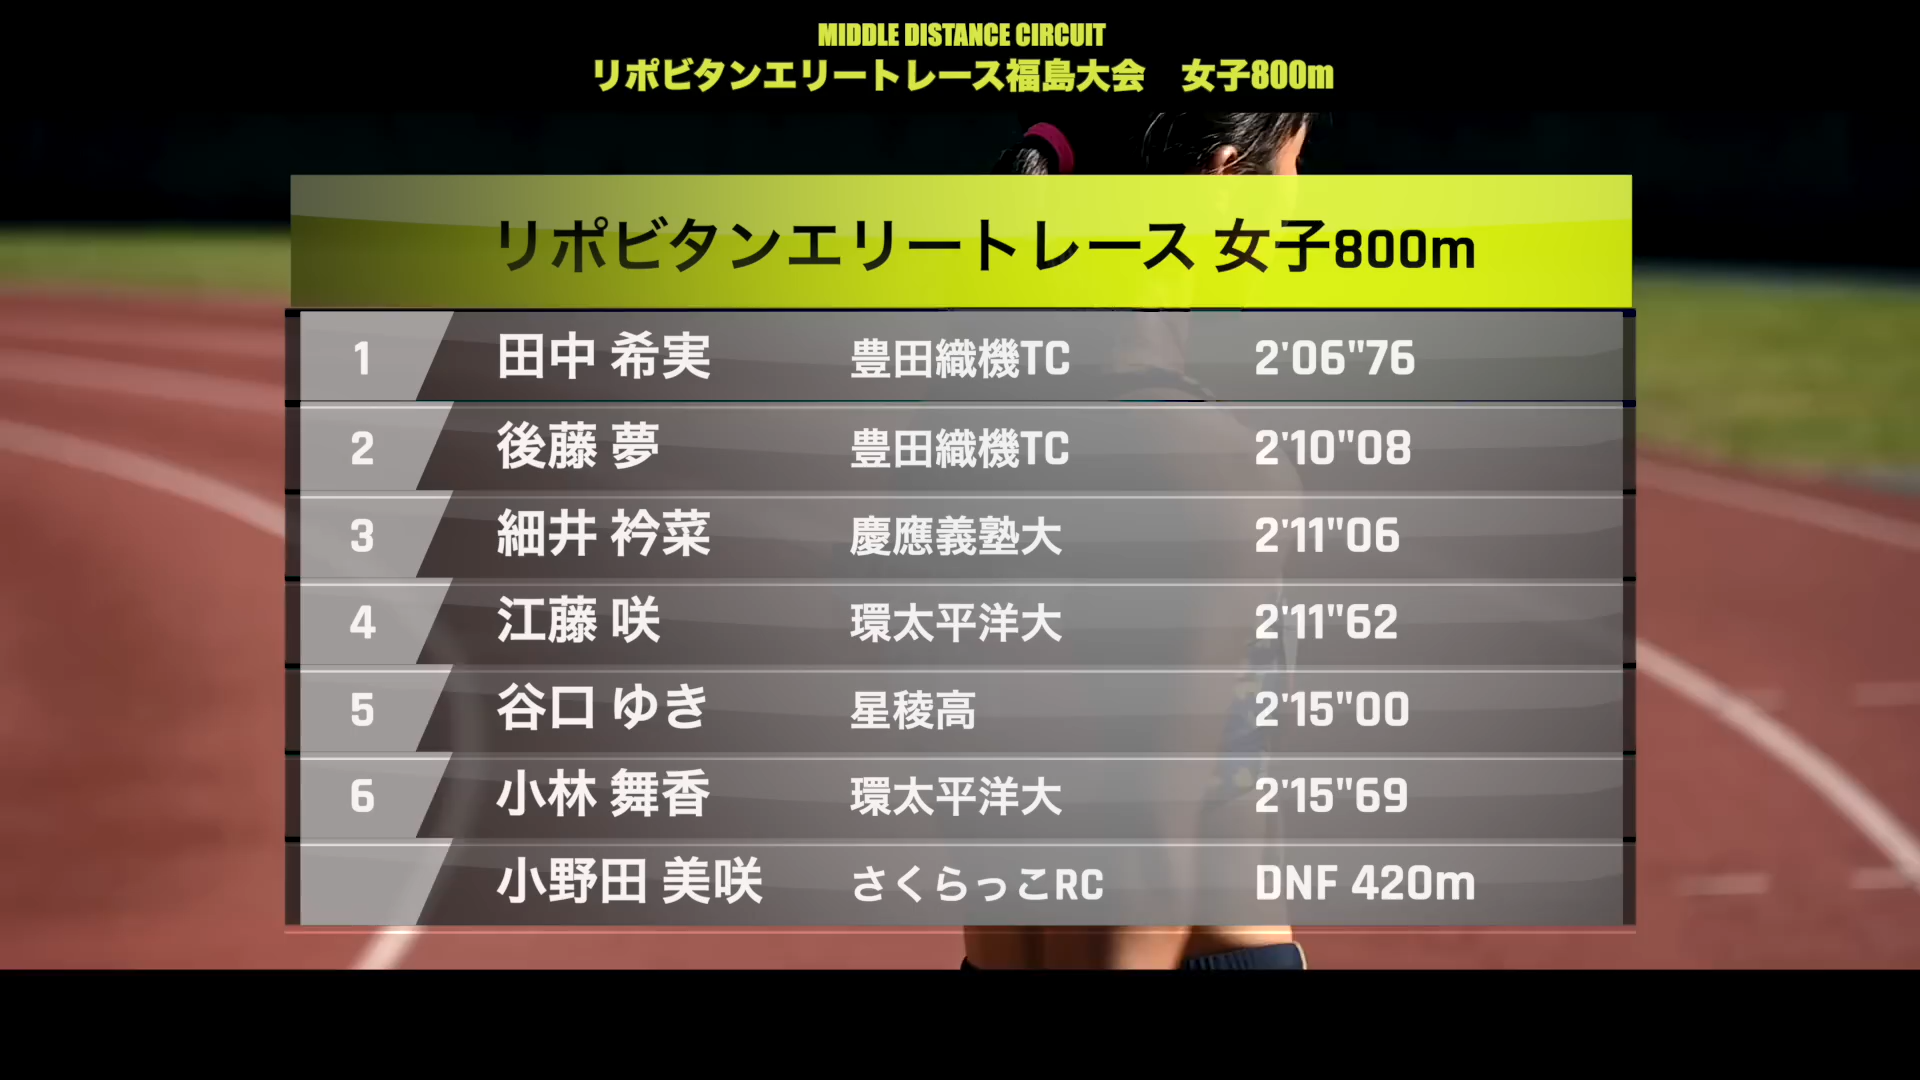 MIDDLE DISTANCE CIRCUIT
リポビタンエリートレース福島大会　女子800m
リポビタンエリートレース 女子800m
1 田中 希実 豊田織機TC 2'06"76
2 後藤 夢 豊田織機TC 2'10"08
3 細井 衿菜 慶應義塾大 2'11"06
4 江藤 咲 環太平洋大 2'11"62
5 谷口 ゆき 星稜高 2'15"00
6 小林 舞香 環太平洋大 2'15"69
小野田 美咲 さくらっこRC DNF 420m